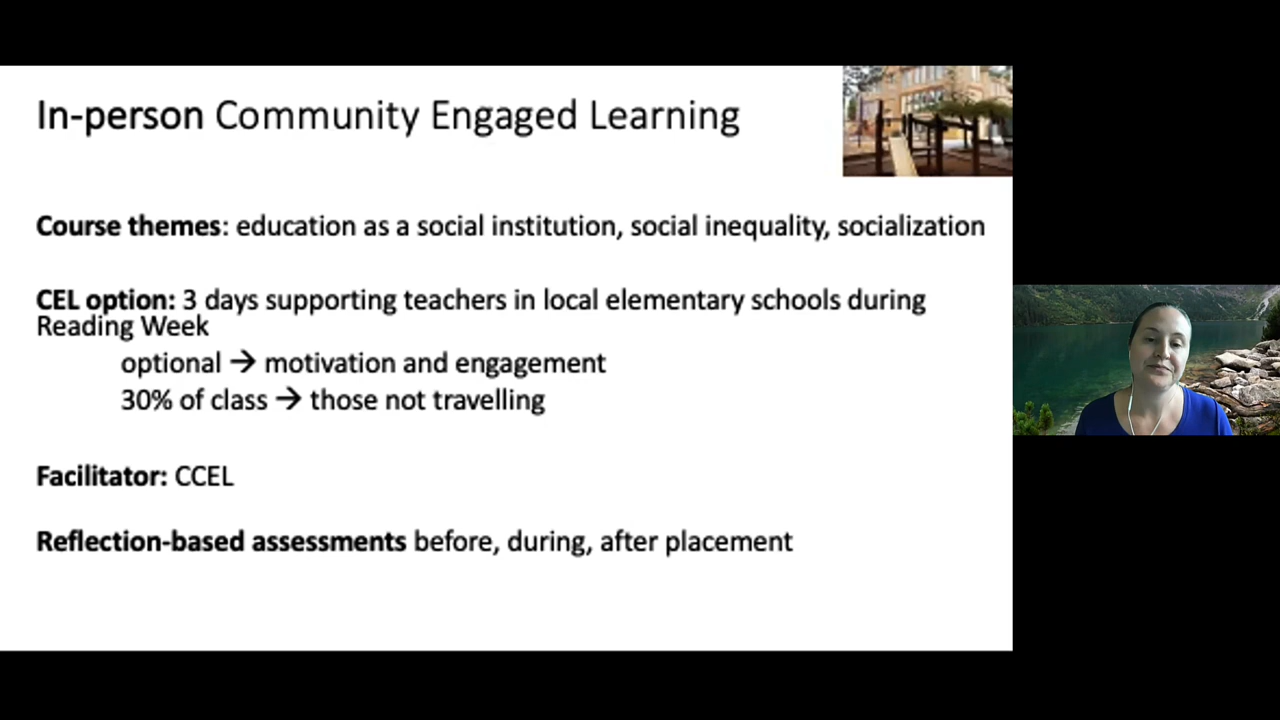 In-person Community Engaged Learning
Course themes: education as a social institution, social inequality, socialization
CEL option: 3 days supporting teachers in local elementary schools during
Reading Week
optional → motivation and engagement
30% of class → those not travelling
Facilitator: CCEL
Reflection-based assessments before, during, after placement